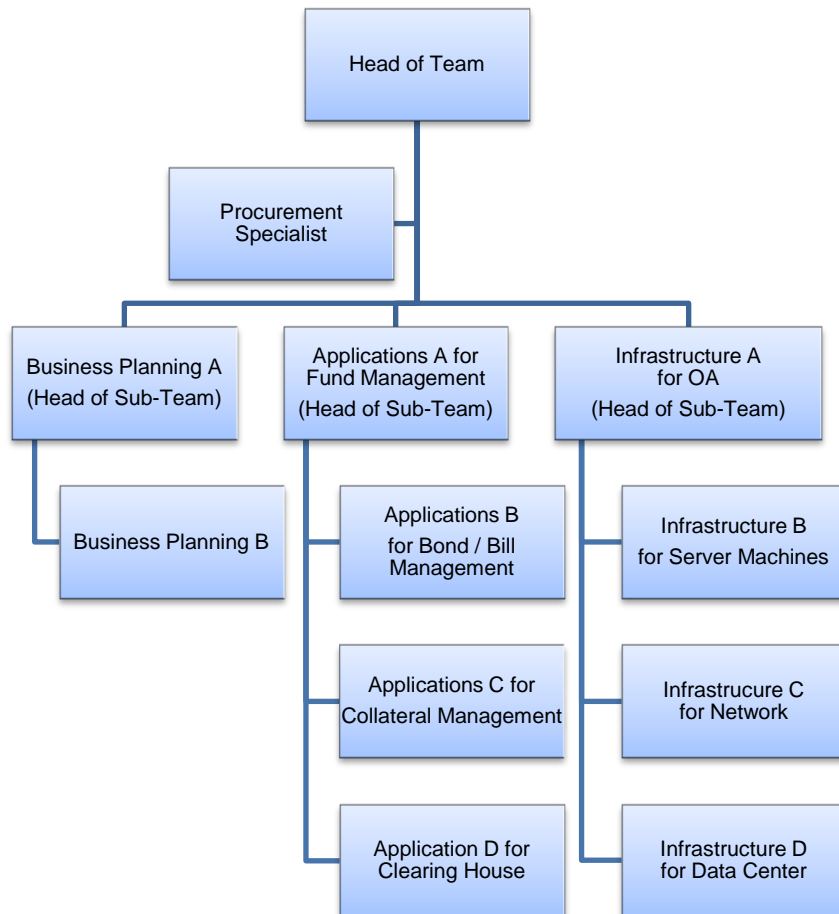 Head of Team
Procurement
Specialist
Business Planning A
(Head of Sub-Team)
Applications A for
Fund Management
(Head of Sub-Team)
Infrastructure A
for OA
(Head of Sub-Team)
Business Planning B
Applications B
for Bond / Bill
Management
Infrastructure B
for Server Machines
Applications C for
Collateral Management
Infrastrucure C
for Network
Application D for
Clearing House
Infrastructure D
for Data Center